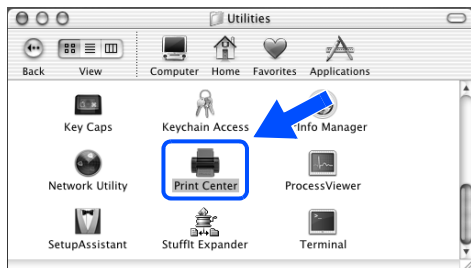 Utilities
Back View Computer Home Favorites Applications
Key Caps Keychain Access Info Manager
Network Utility Print Center ProcessViewer
SetupAssistant StuffIt Expander Terminal